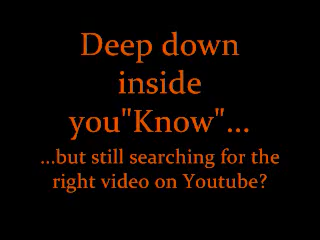 Deep down
inside
you"Know"...
...but still searching for the
right video on Youtube?